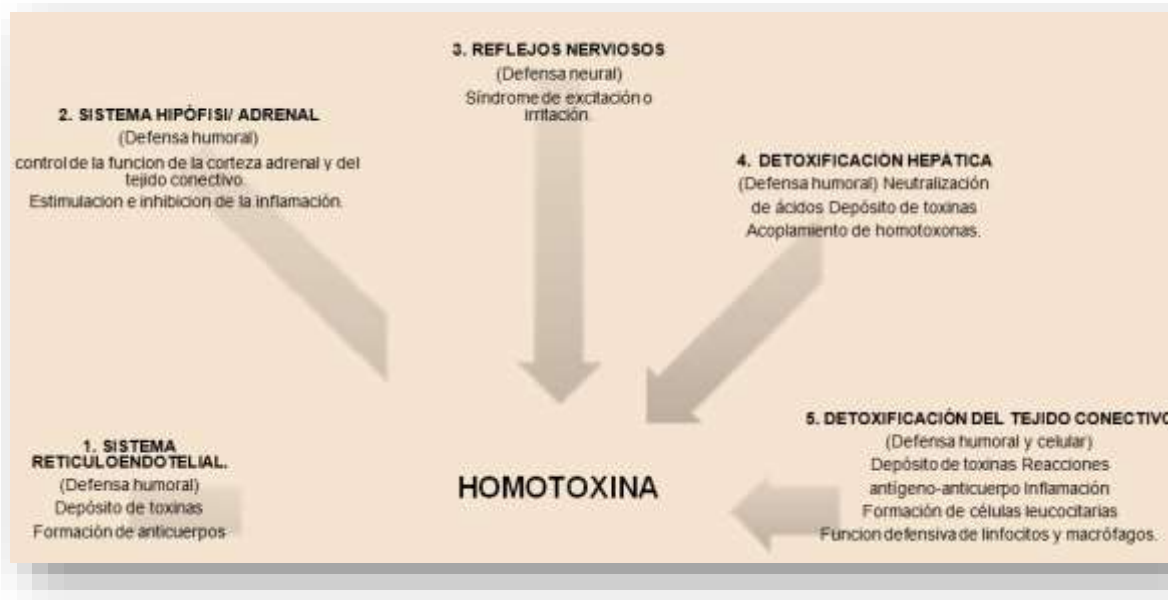 3. REFLEJOS NERVIOSOS
(Defensa neural)
Síndrome de excitación o
irritación.
2. SISTEMA HIPÓFISI/ ADRENAL
(Defensa humoral)
control de la funcion de la corteza adrenal y del
tejido conectivo.
Estimulacion e inhibicion de la inflamación.
4. DETOXIFICACIÓN HEPÁTICA
(Defensa humoral) Neutralización
de ácidos Depósito de toxinas
Acoplamiento de homotoxonas.
1. SISTEMA
RETICULOENDOTELIAL.
(Defensa humoral)
Depósito de toxinas
Formación de anticuerpos
HOMOTOXINA
5. DETOXIFICACIÓN DEL TEJIDO CONECTIVO
(Defensa humoral y celular)
Depósito de toxinas Reacciones
antígeno-anticuerpo Inflamación
Formación de células leucocitarias
Funcion defensiva de linfocitos y macrófagos.